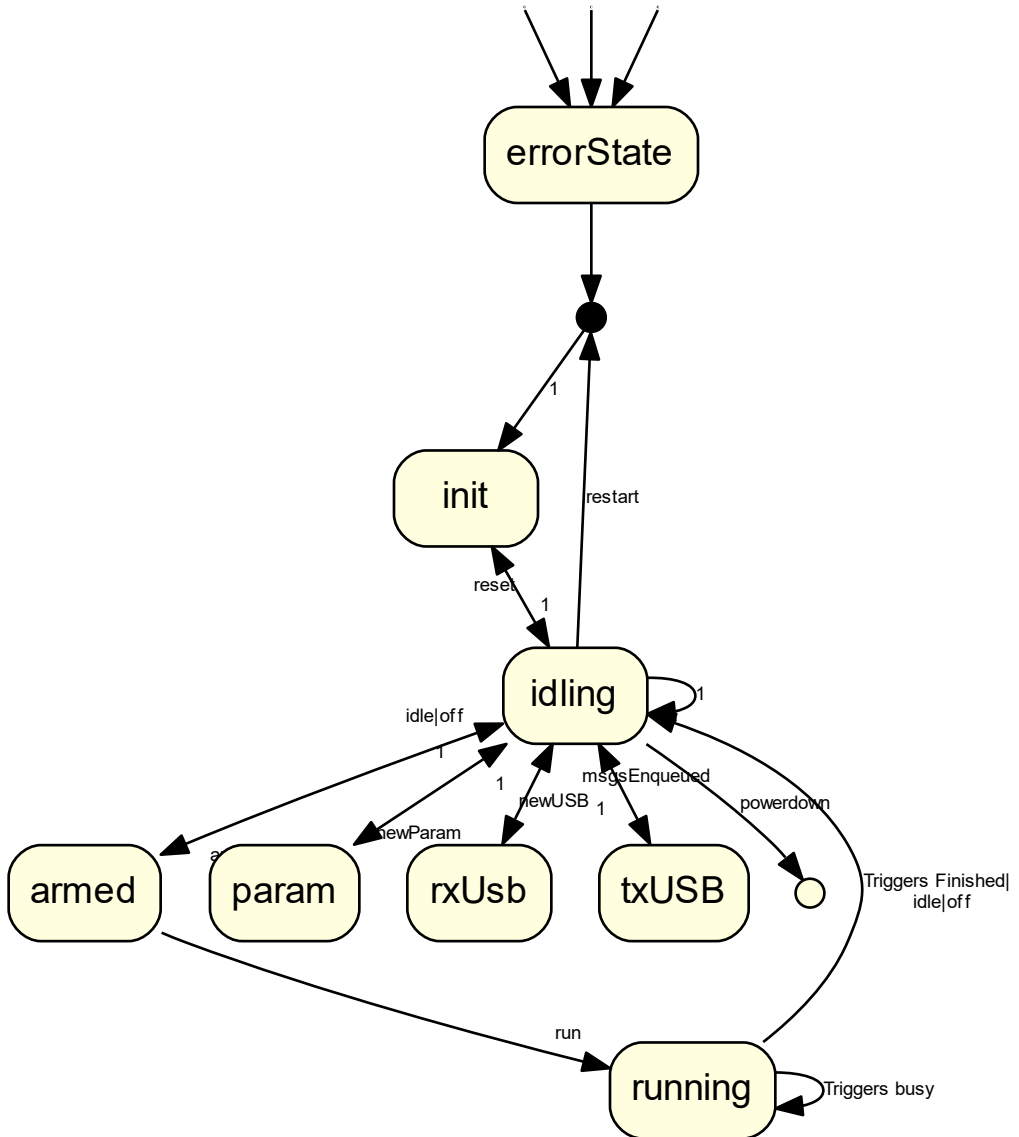 errorState
1
init
restart
reset
1
idling
1
idle|off
1
msgsEnqueued
1
newUSB
1
powerdown
newParam
armed
param
rxUsb
txUSB
Triggers Finished|
idle|off
run
running
Triggers busy